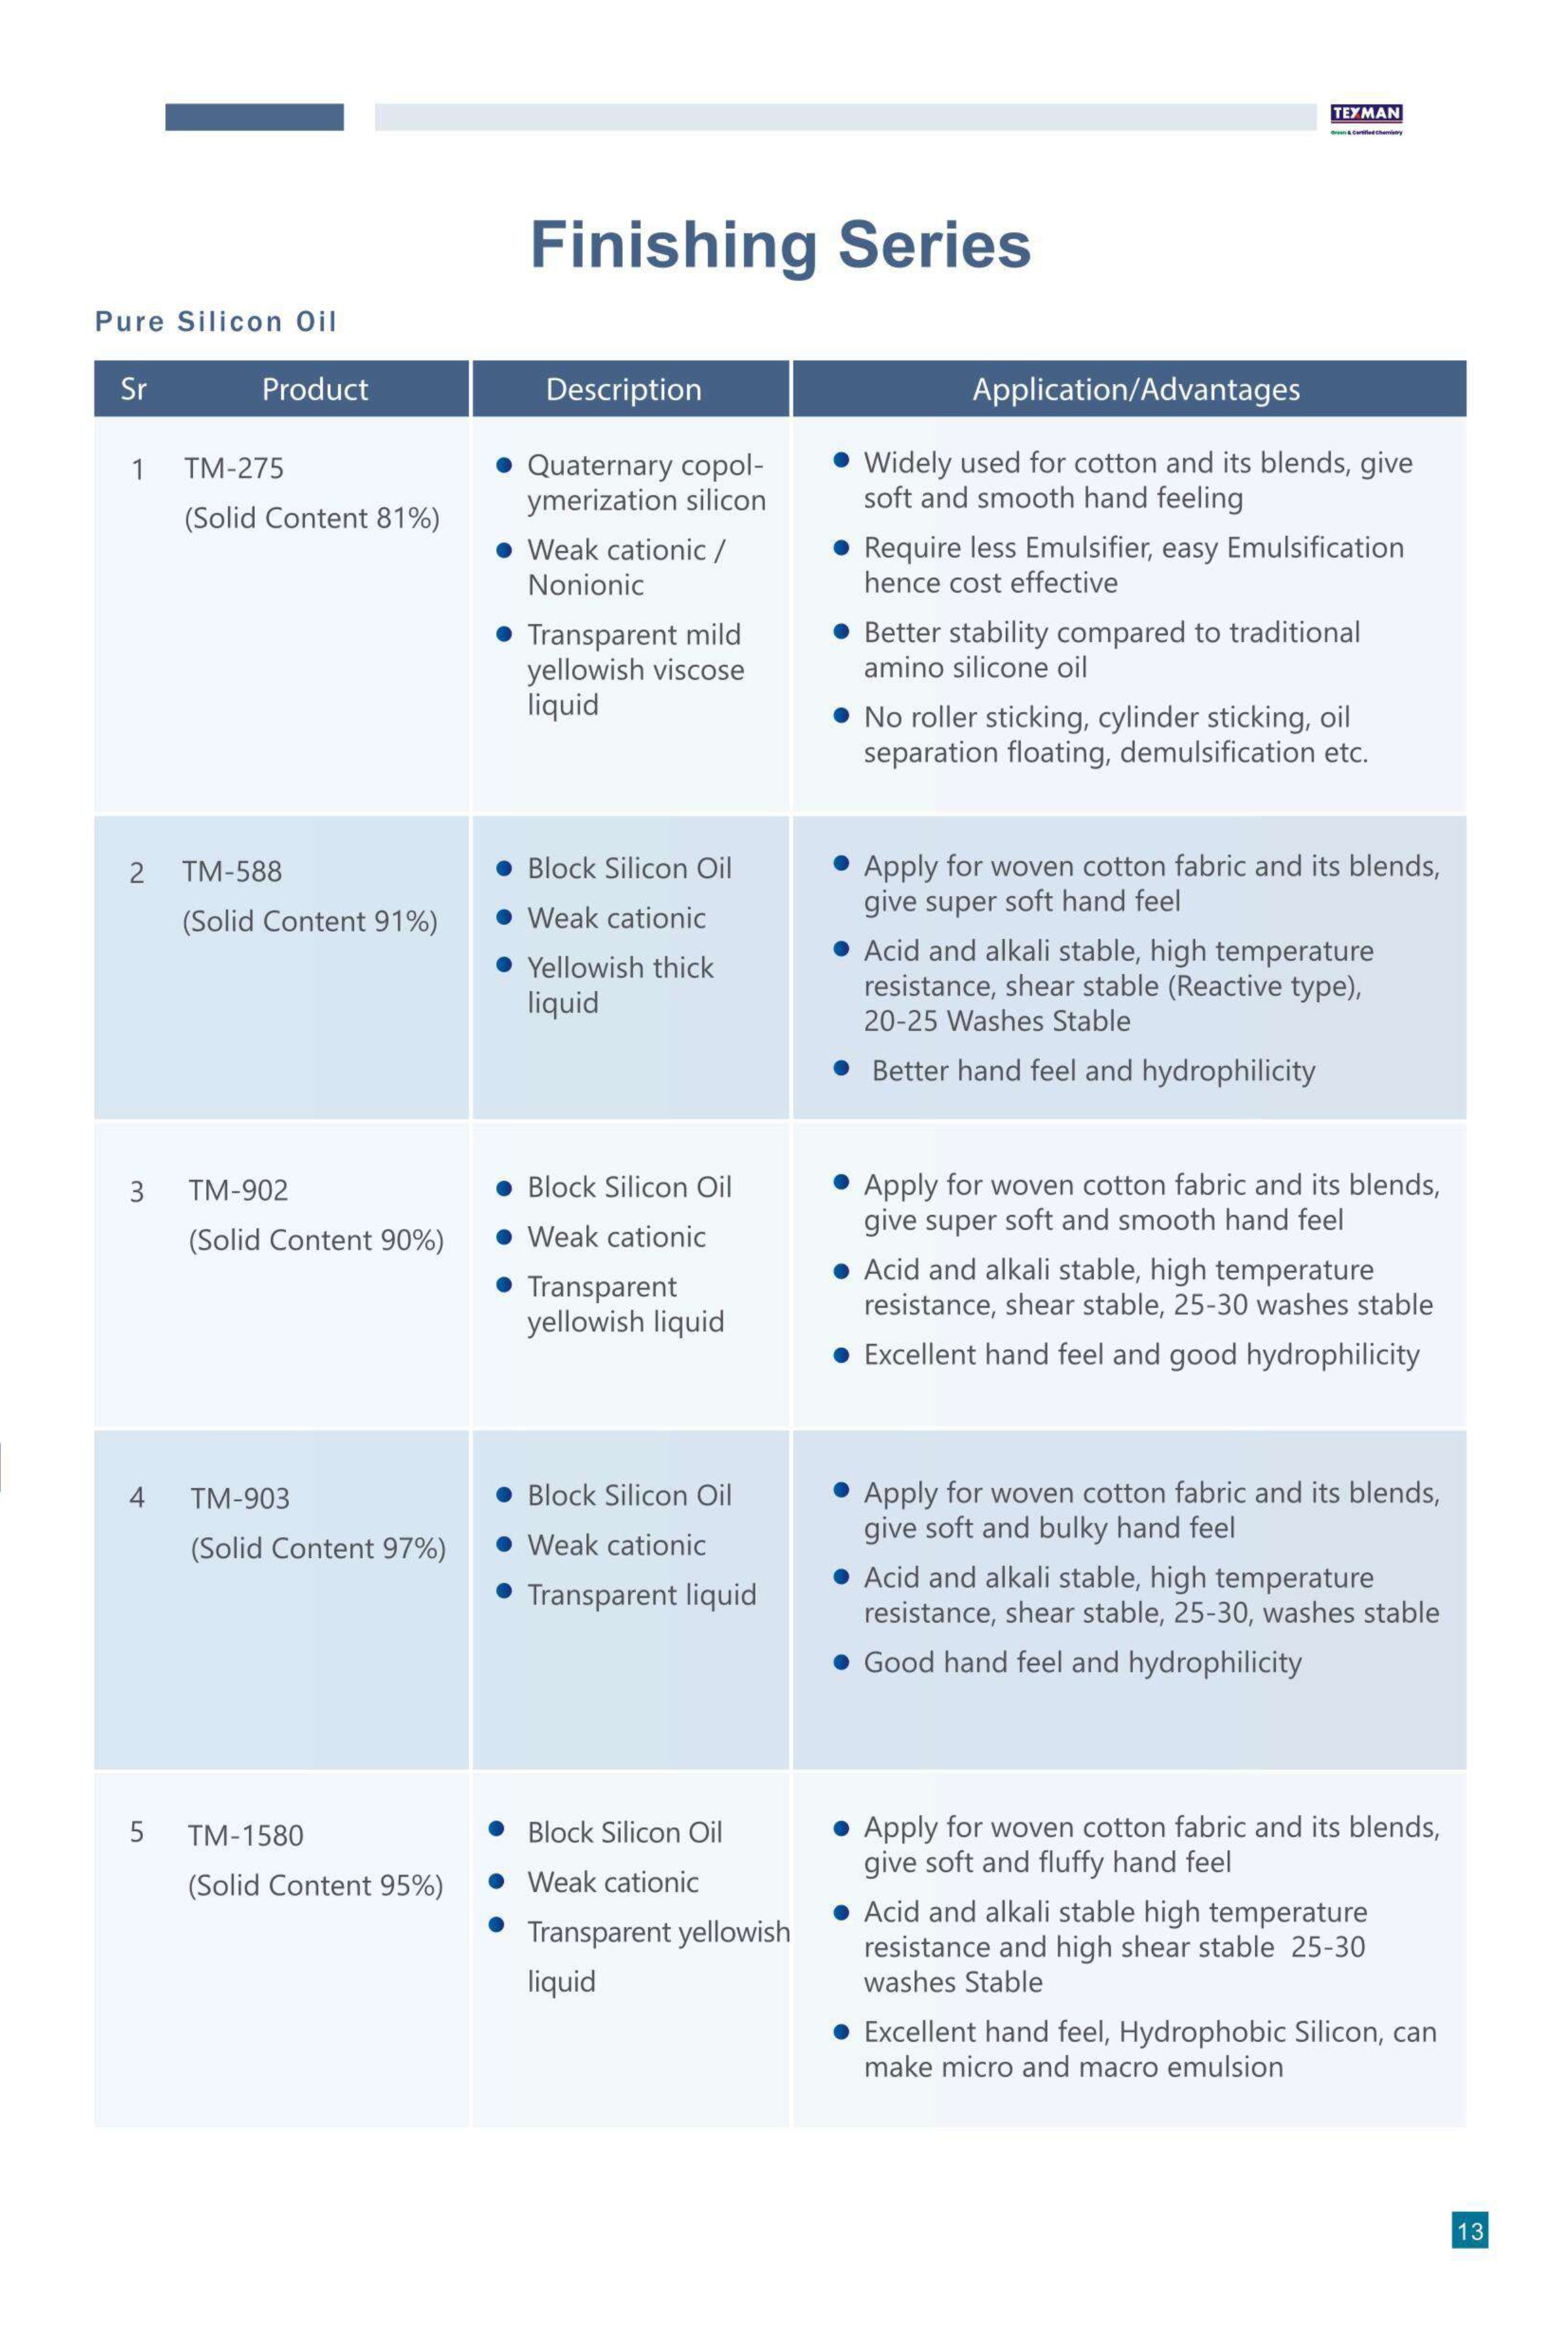 TEXMAN
Green & Certified Chemistry
Finishing Series
Pure Silicon Oil
Sr Product Description Application/Advantages
1 TM-275
(Solid Content 81%)
Quaternary copol-
ymerization silicon
Weak cationic /
Nonionic
Transparent mild
yellowish viscose
liquid
Widely used for cotton and its blends, give
soft and smooth hand feeling
Require less Emulsifier, easy Emulsification
hence cost effective
Better stability compared to traditional
amino silicone oil
No roller sticking, cylinder sticking, oil
separation floating, demulsification etc.
2 TM-588
(Solid Content 91%)
Block Silicon Oil
Weak cationic
Yellowish thick
liquid
Apply for woven cotton fabric and its blends,
give super soft hand feel
Acid and alkali stable, high temperature
resistance, shear stable (Reactive type),
20-25 Washes Stable
Better hand feel and hydrophilicity
3 TM-902
(Solid Content 90%)
Block Silicon Oil
Weak cationic
Transparent
yellowish liquid
Apply for woven cotton fabric and its blends,
give super soft and smooth hand feel
Acid and alkali stable, high temperature
resistance, shear stable, 25-30 washes stable
Excellent hand feel and good hydrophilicity
4 TM-903
(Solid Content 97%)
Block Silicon Oil
Weak cationic
Transparent liquid
Apply for woven cotton fabric and its blends,
give soft and bulky hand feel
Acid and alkali stable, high temperature
resistance, shear stable, 25-30, washes stable
Good hand feel and hydrophilicity
5 TM-1580
(Solid Content 95%)
Block Silicon Oil
Weak cationic
Transparent yellowish
liquid
Apply for woven cotton fabric and its blends,
give soft and fluffy hand feel
Acid and alkali stable high temperature
resistance and high shear stable 25-30
washes Stable
Excellent hand feel, Hydrophobic Silicon, can
make micro and macro emulsion
13